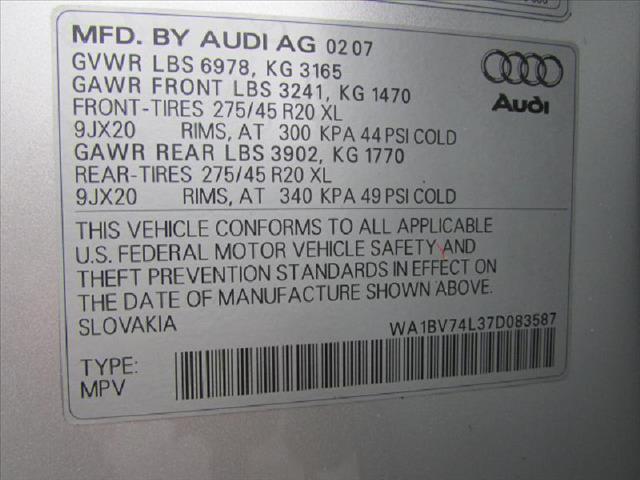 MFD. BY AUDI AG 02 07
GVWR LBS 6978, KG 3165
GAWR FRONT LBS 3241, KG 1470
FRONT-TIRES 275/45 R20 XL
9JX20 RIMS, AT 300 KPA 44 PSI COLD
GAWR REAR LBS 3902, KG 1770
REAR-TIRES 275/45 R20 XL
9JX20 RIMS, AT 340 KPA 49 PSI COLD
Audi
THIS VEHICLE CONFORMS TO ALL APPLICABLE
U.S. FEDERAL MOTOR VEHICLE SAFETY AND
THEFT PREVENTION STANDARDS IN EFFECT ON
THE DATE OF MANUFACTURE SHOWN ABOVE.
SLOVAKIA WA1BV74L37D083587
TYPE:
MPV